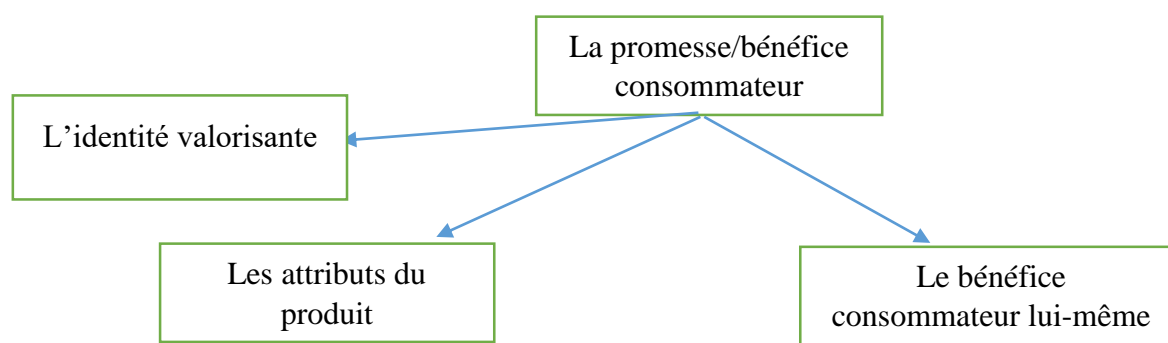 La promesse/bénéfice
consommateur
L’identité valorisante
Les attributs du
produit
Le bénéfice
consommateur lui-même